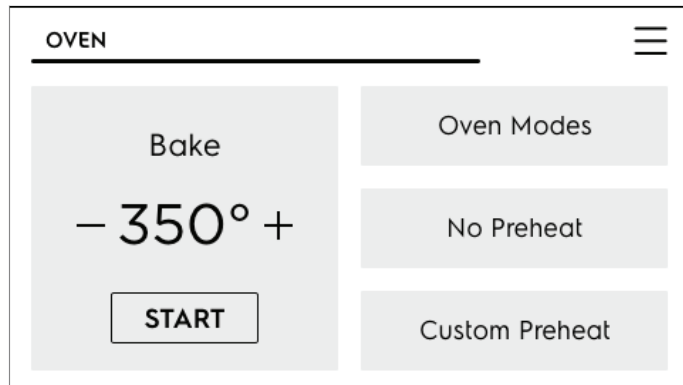 OVEN
Bake
− 350° +
START
Oven Modes
No Preheat
Custom Preheat